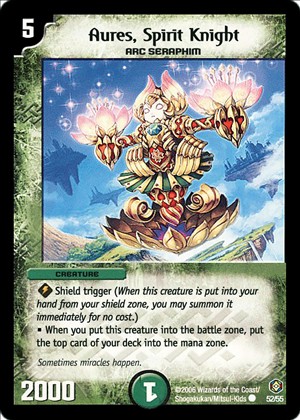 5
Aures, Spirit Knight
ARC SERAPHIM
CREATURE
Shield trigger (When this creature is put into
your hand from your shield zone, you may summon it
immediately for no cost.)
▪ When you put this creature into the battle zone, put
the top card of your deck into the mana zone.
Sometimes miracles happen.
2000
1
©2006 Wizards of the Coast/
Shogakukan/Mitsui-Kids
52/55